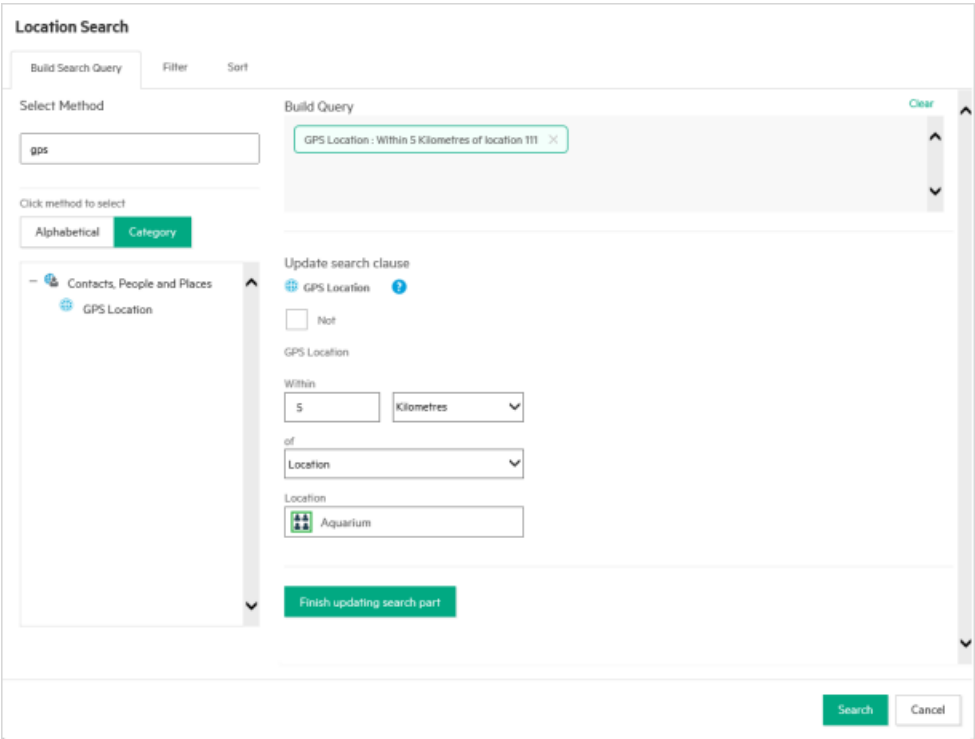 Location Search
Build Search Query Filter Sort
Select Method
gps
Click method to select
Alphabetical Category
Contacts, People and Places
GPS Location
Build Query Clear
GPS Location : Within 5 Kilometres of location 111
Update search clause
GPS Location ?
Not
GPS Location
Within
5 Kilometres
of
Location
Location
Aquarium
Finish updating search part
Search Cancel